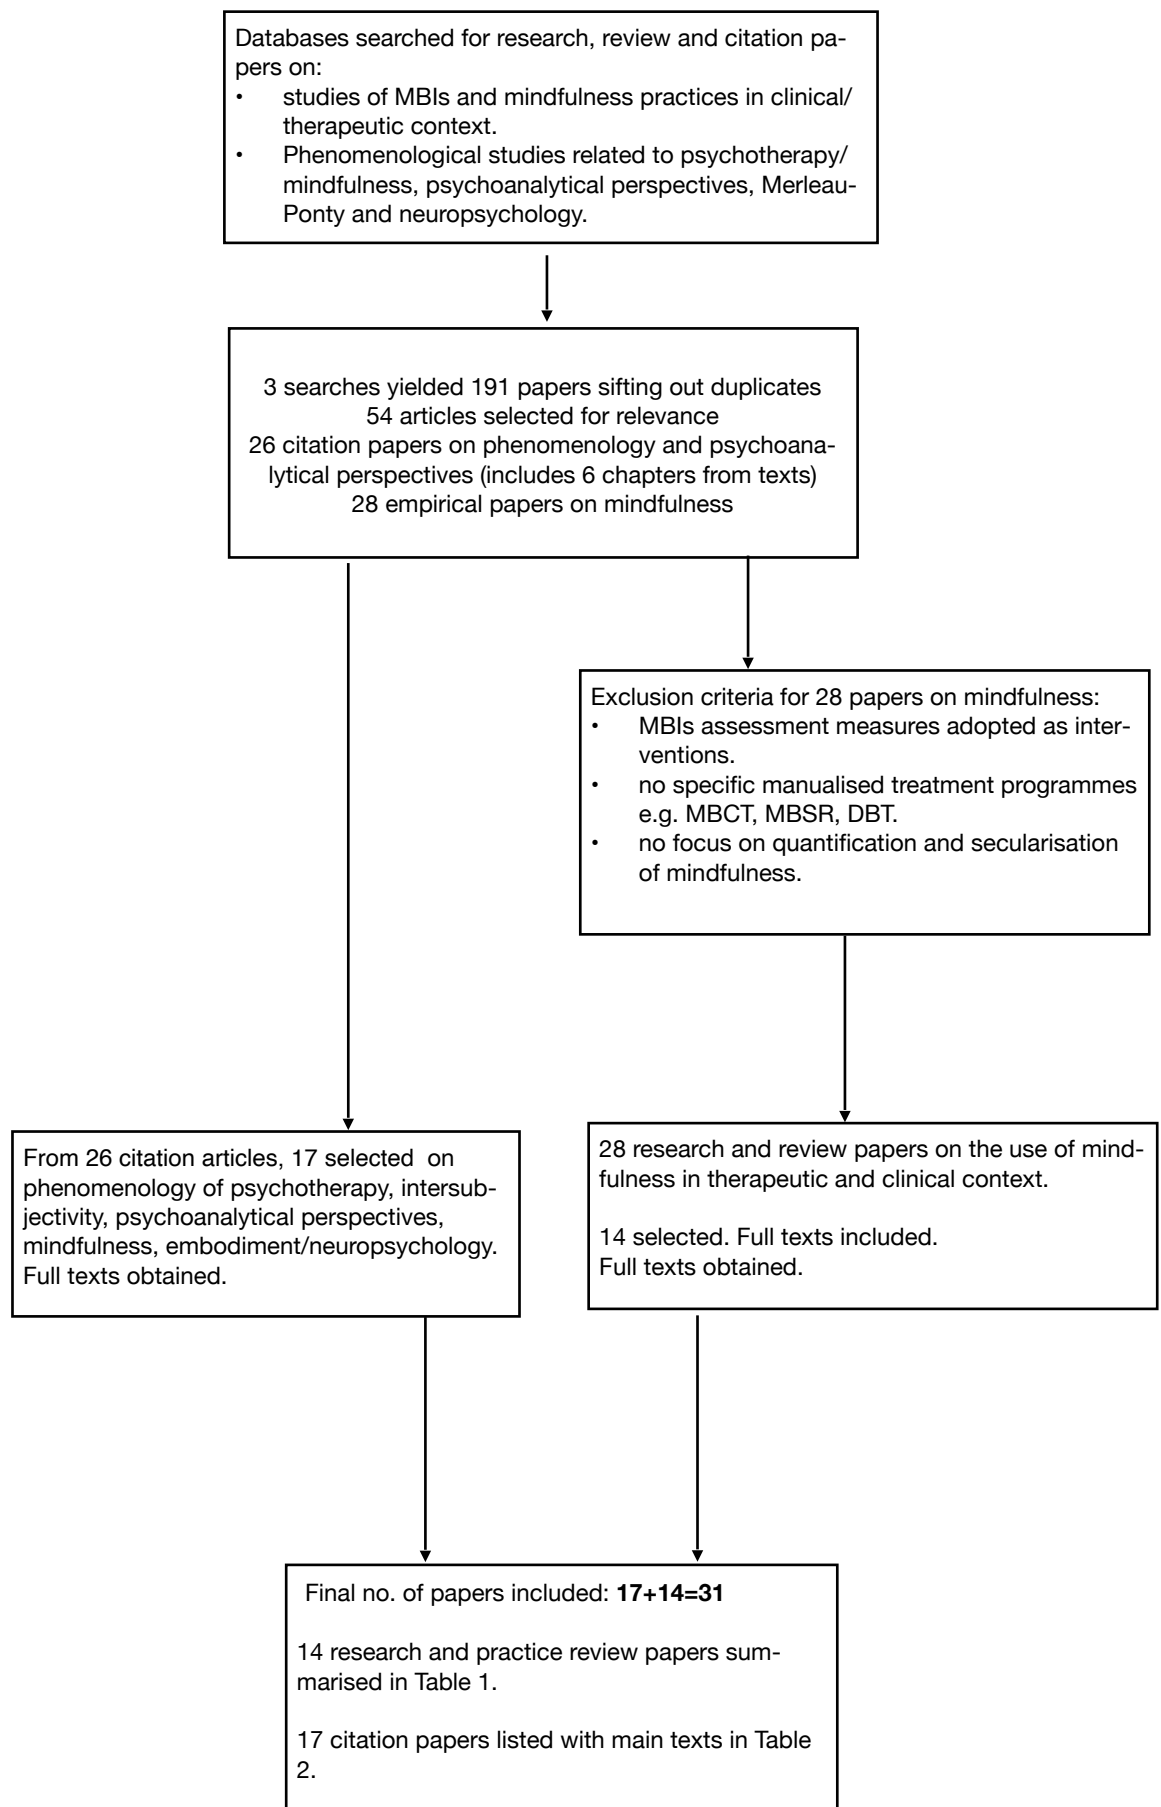 Databases searched for research, review and citation pa-
pers on:
• studies of MBIs and mindfulness practices in clinical/
therapeutic context.
• Phenomenological studies related to psychotherapy/
mindfulness, psychoanalytical perspectives, Merleau-
Ponty and neuropsychology.
3 searches yielded 191 papers sifting out duplicates
54 articles selected for relevance
26 citation papers on phenomenology and psychoana-
lytical perspectives (includes 6 chapters from texts)
28 empirical papers on mindfulness
Exclusion criteria for 28 papers on mindfulness:
• MBIs assessment measures adopted as inter-
ventions.
• no specific manualised treatment programmes
e.g. MBCT, MBSR, DBT.
• no focus on quantification and secularisation
of mindfulness.
From 26 citation articles, 17 selected on
phenomenology of psychotherapy, intersub-
jectivity, psychoanalytical perspectives,
mindfulness, embodiment/neuropsychology.
Full texts obtained.
28 research and review papers on the use of mind-
fulness in therapeutic and clinical context.
14 selected. Full texts included.
Full texts obtained.
Final no. of papers included: 17+14=31
14 research and practice review papers sum-
marised in Table 1.
17 citation papers listed with main texts in Table
2.